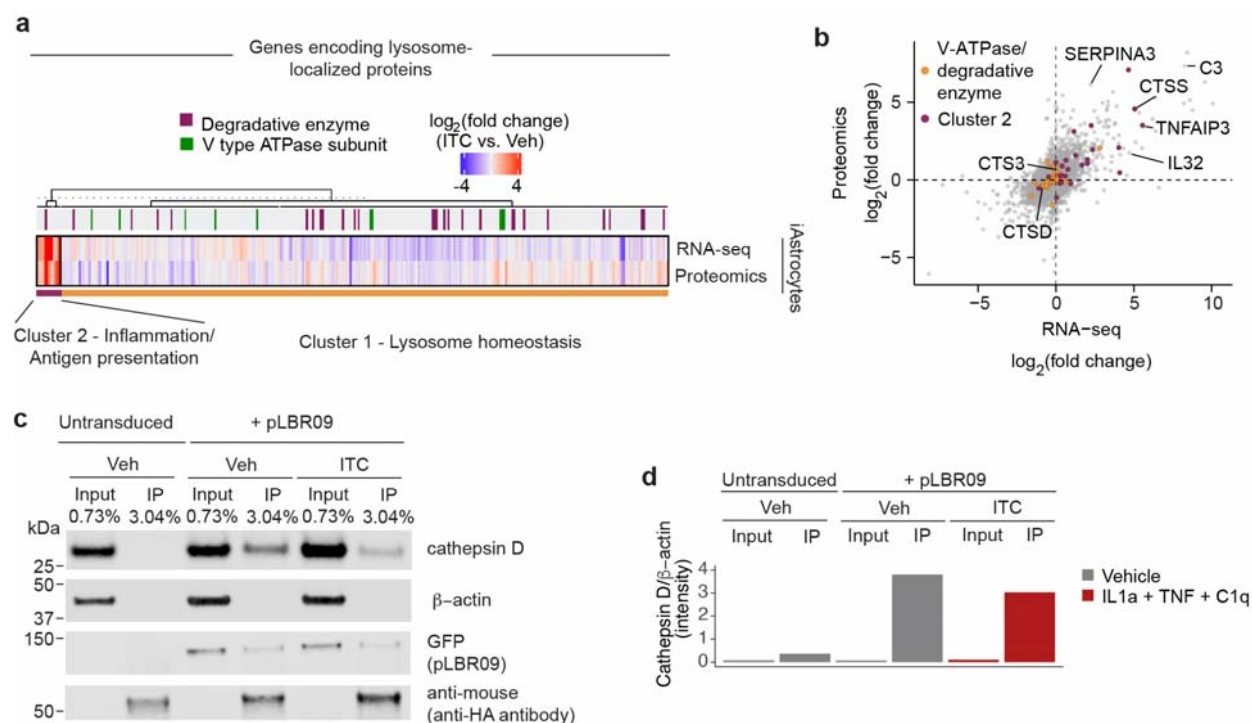 a
Genes encoding lysosome-
localized proteins
Degradative enzyme
V type ATPase subunit
log2(fold change)
(ITC vs. Veh)
-4 4
RNA-seq
Proteomics
iAstrocytes
Cluster 2 - Inflammation/
Antigen presentation
Cluster 1 - Lysosome homeostasis
b
V-ATPase/
degradative
enzyme
Cluster 2
SERPINA3
C3
CTSS
TNFAIP3
IL32
CTS3
CTSD
Proteomics
log2(fold change)
5
0
−5
−5 0 5 10
RNA−seq
log2(fold change)
c
Untransduced + pLBR09
Veh Veh ITC
Input IP Input IP Input IP
0.73% 3.04% 0.73% 3.04% 0.73% 3.04%
kDa
25
cathepsin D
50
37
β−actin
150
GFP
(pLBR09)
50
anti-mouse
(anti-HA antibody)
d
Untransduced + pLBR09
Veh Veh ITC
Input IP Input IP Input IP
Cathepsin D/β−actin
(intensity)
4
3
2
1
0
Vehicle
IL1a + TNF + C1q